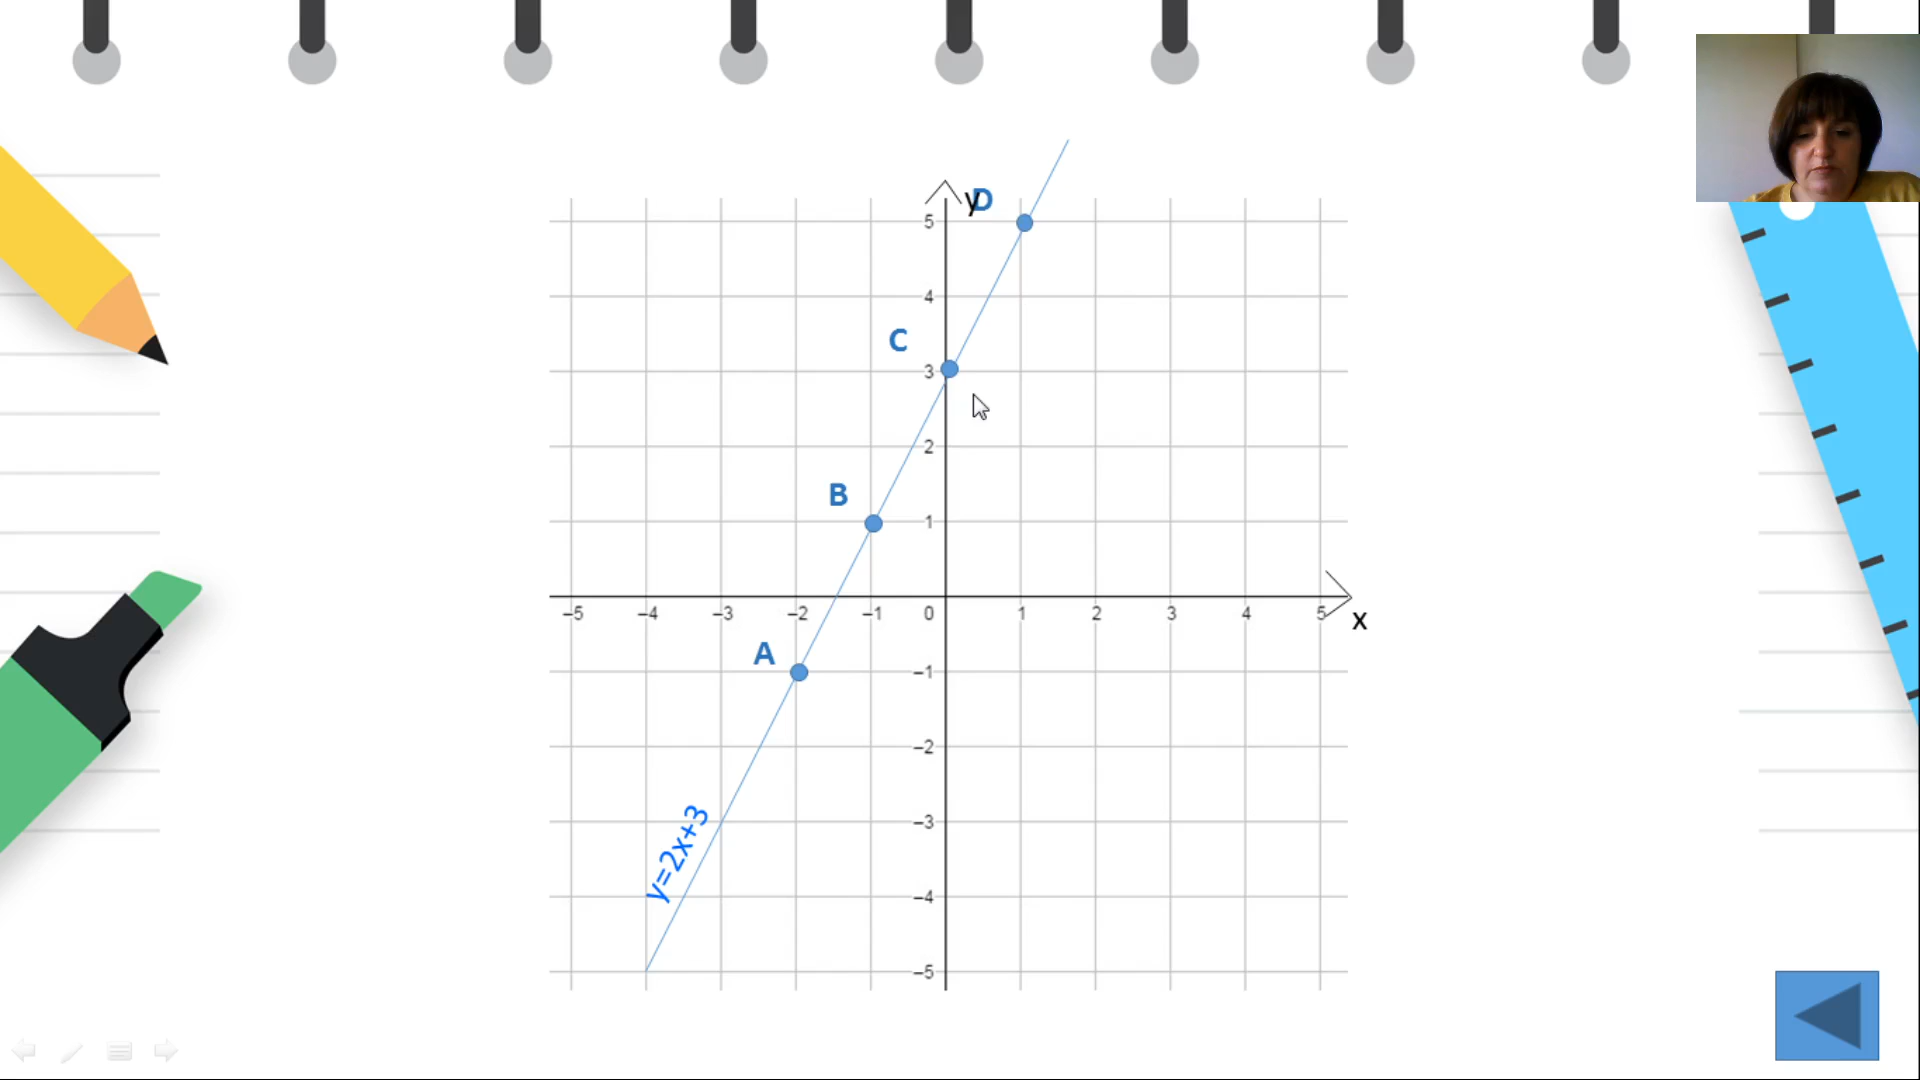 y D
5
4
C
3
2
B
1
–5 –4 –3 –2 –1 0 1 2 3 4 5 x
A
–1
–2
y=2x+3
–3
–4
–5